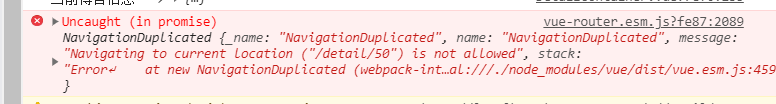 ▶Uncaught (in promise) vue-router.esm.js?fe87:2089
NavigationDuplicated {_name: "NavigationDuplicated", name: "NavigationDuplicated", message:
"Navigating to current location ("/detail/50") is not allowed", stack:
▶ "Error↵    at new NavigationDuplicated (webpack-int…al:///./node_modules/vue/dist/vue.esm.js:459
}